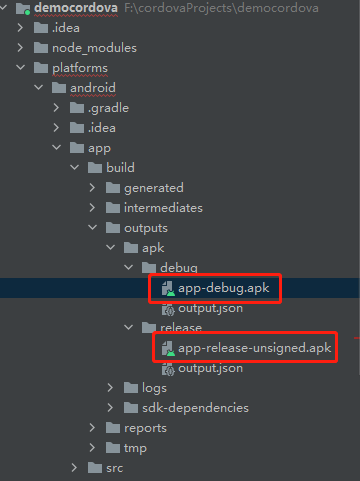 democordova F:\cordovaProjects\democordova
.idea
node_modules
platforms
android
.gradle
.idea
app
build
generated
intermediates
outputs
apk
debug
app-debug.apk
output.json
release
app-release-unsigned.apk
output.json
logs
sdk-dependencies
reports
tmp
src